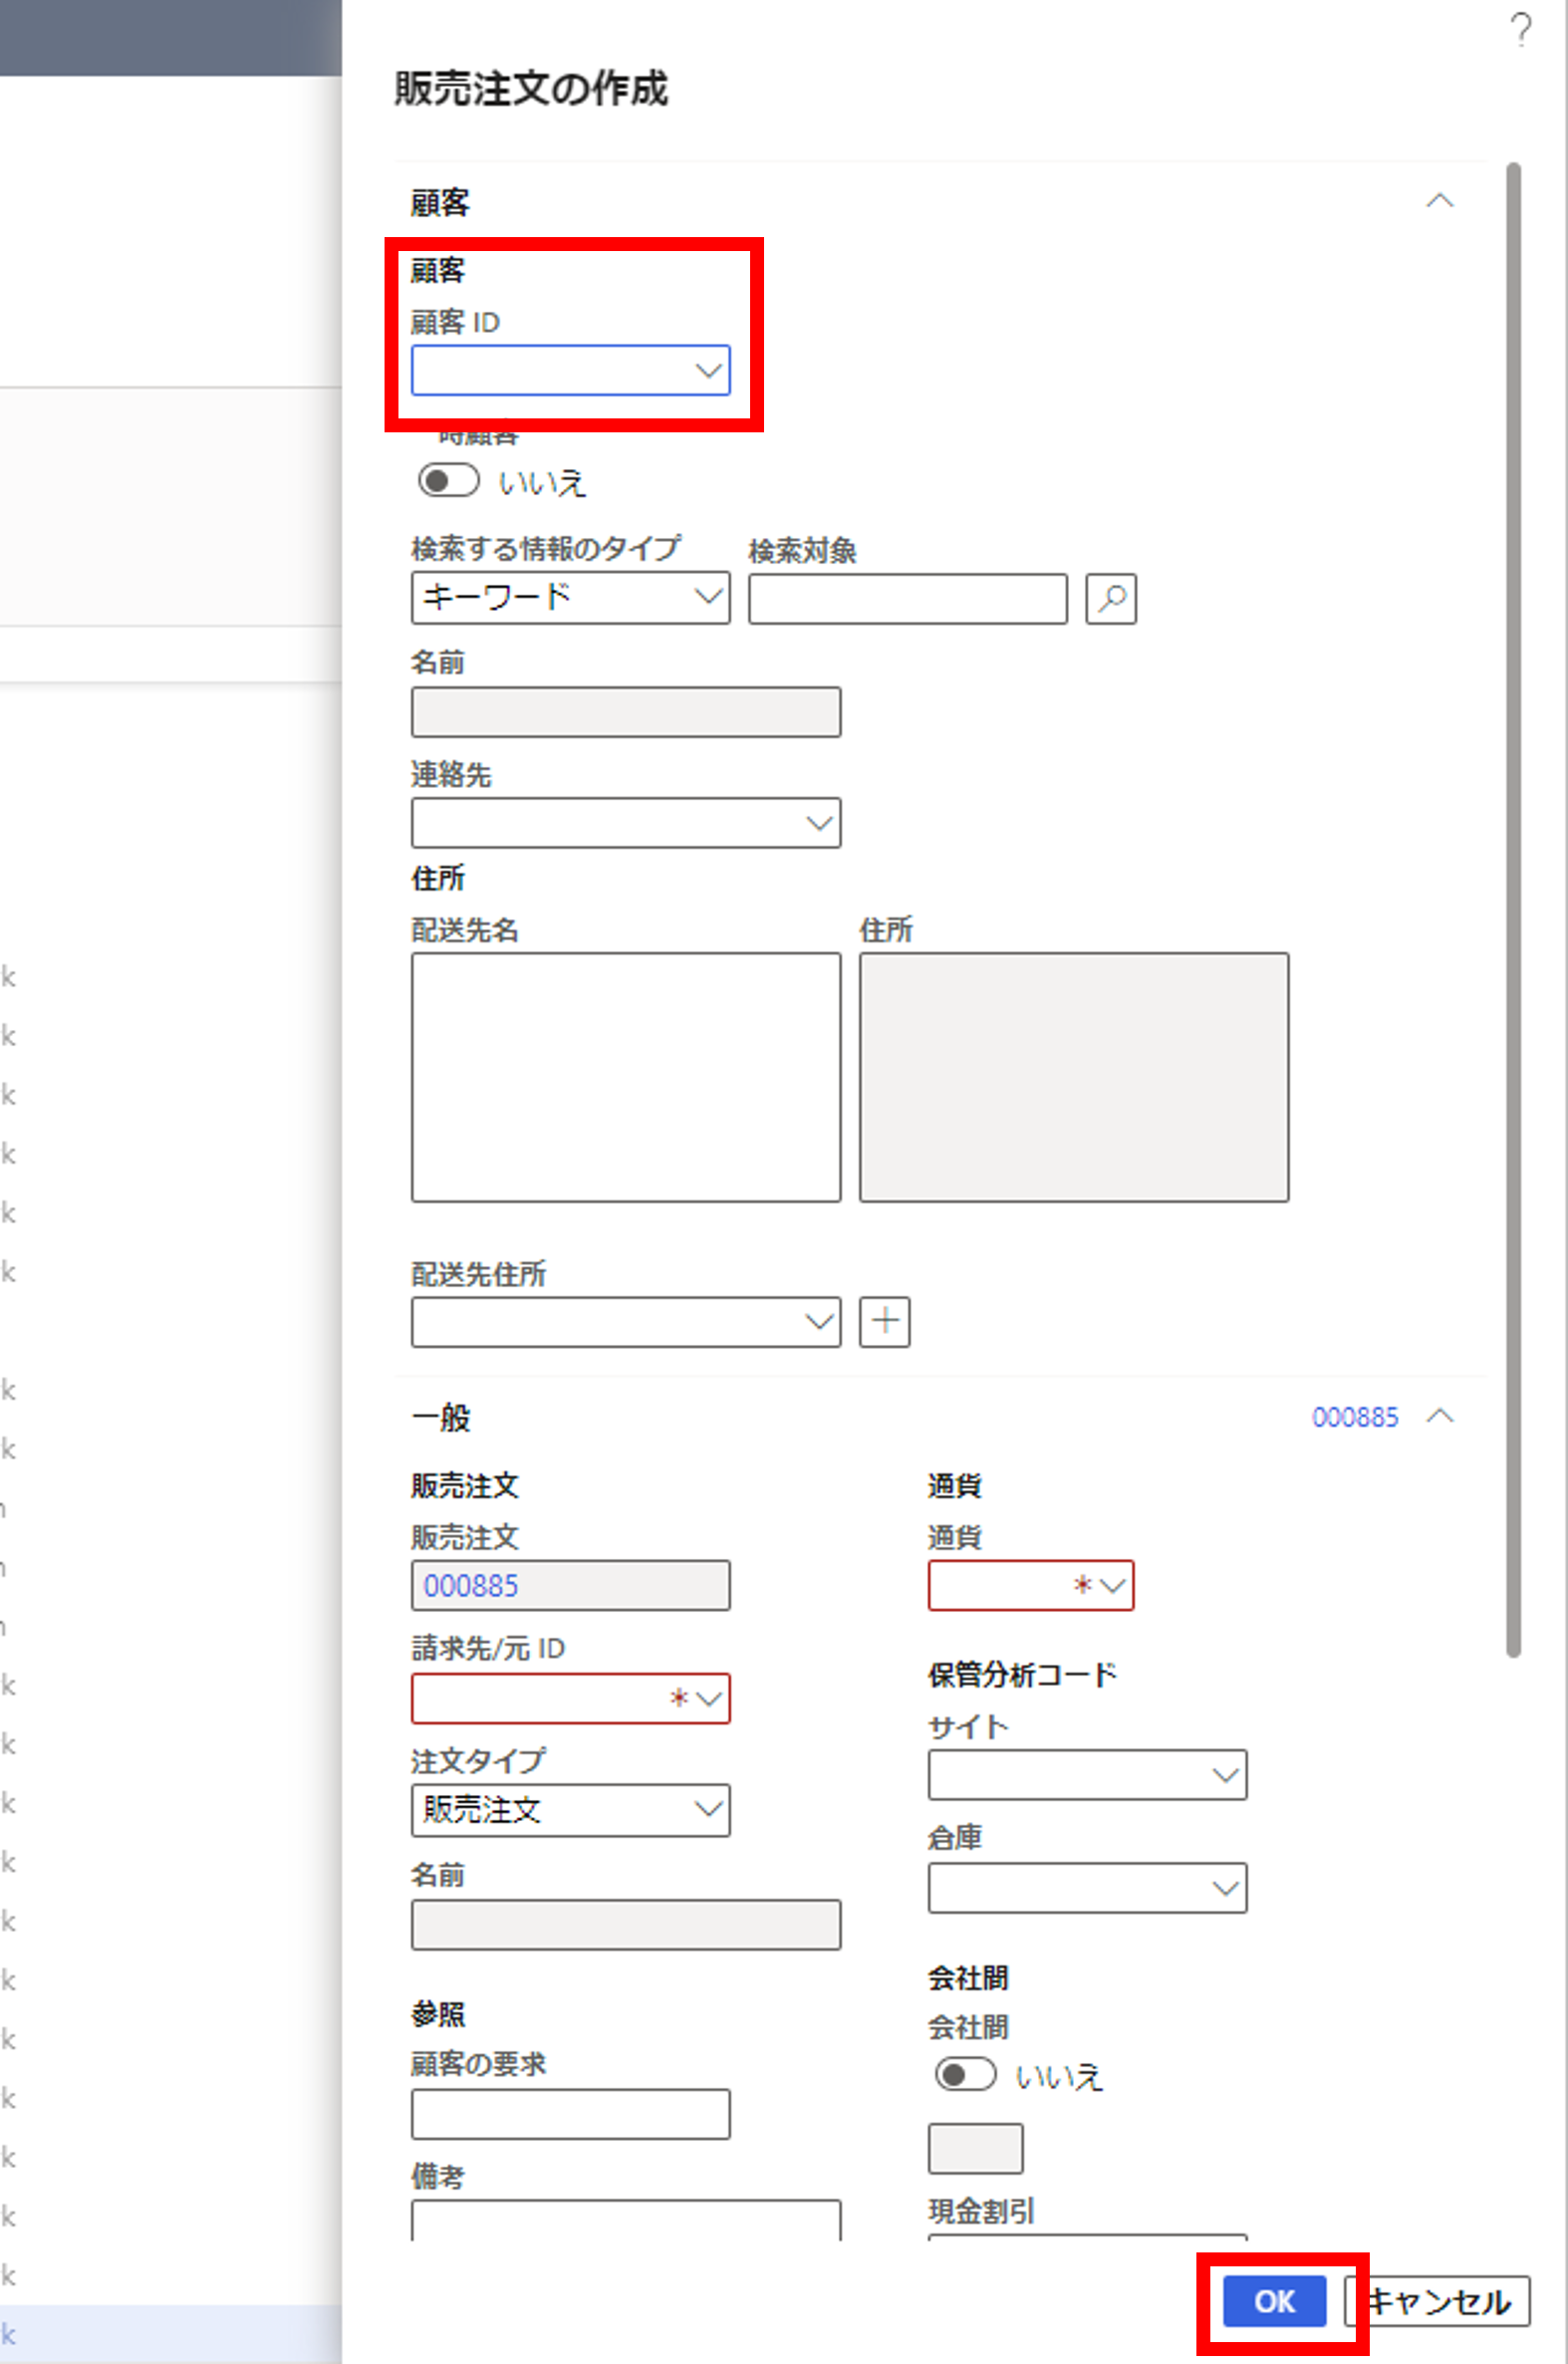 ?
販売注文の作成
顧客
顧客
顧客 ID
時顧客
いいえ
検索する情報のタイプ 検索対象
キーワード
名前
連絡先
住所
配送先名 住所
配送先住所
一般 000885
販売注文 通貨
販売注文 通貨
000885 *
請求先/元 ID
*
保管分析コード
サイト
注文タイプ
販売注文
倉庫
名前
会社間
参照
会社間
顧客の要求
いいえ
備考
現金割引
OK キャンセル